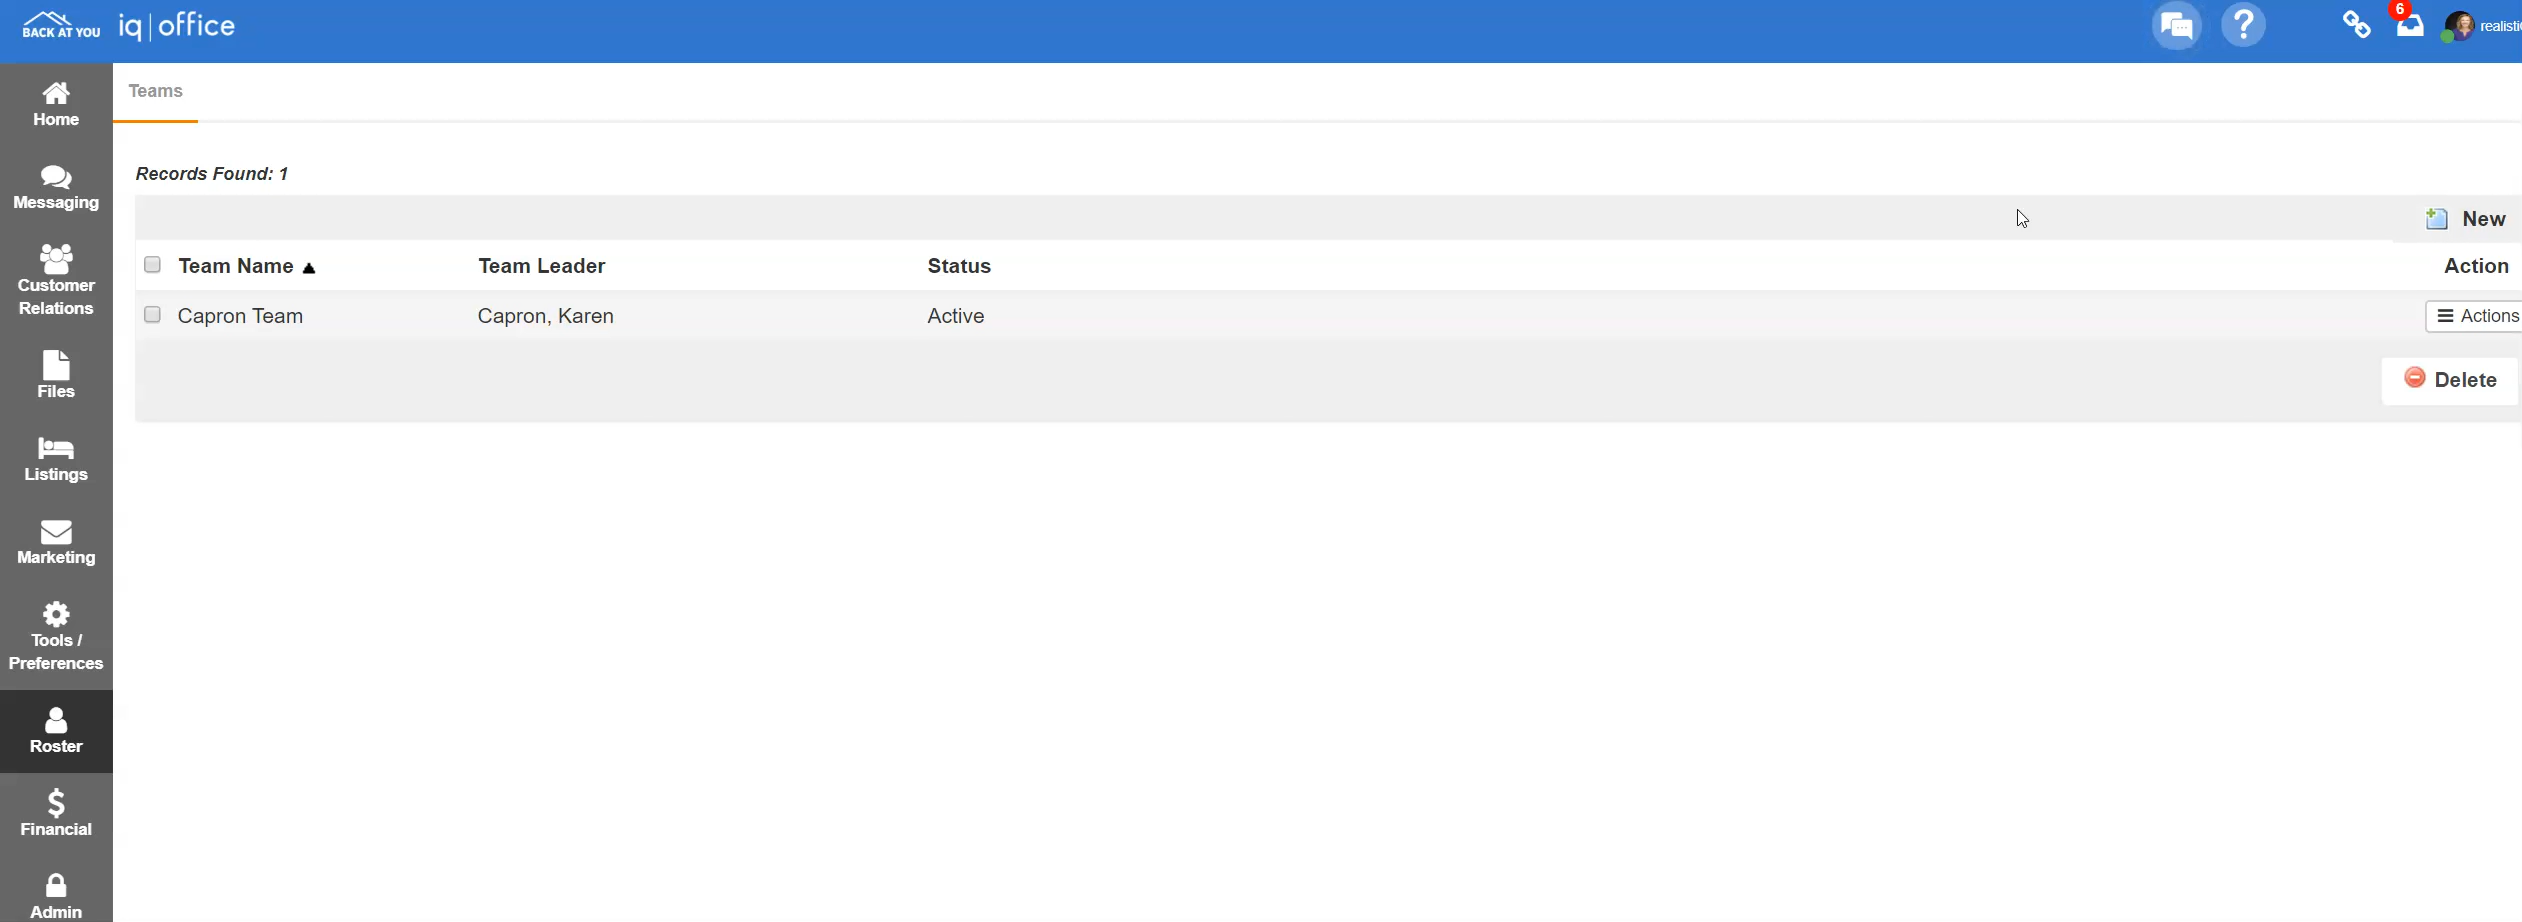 BACK AT YOU iq|office
6
realisti
Home
Messaging
Customer
Relations
Files
Listings
Marketing
Tools /
Preferences
Roster
Financial
Admin
Teams
Records Found: 1
New
Team Name Team Leader Status Action
Capron Team Capron, Karen Active Actions
Delete